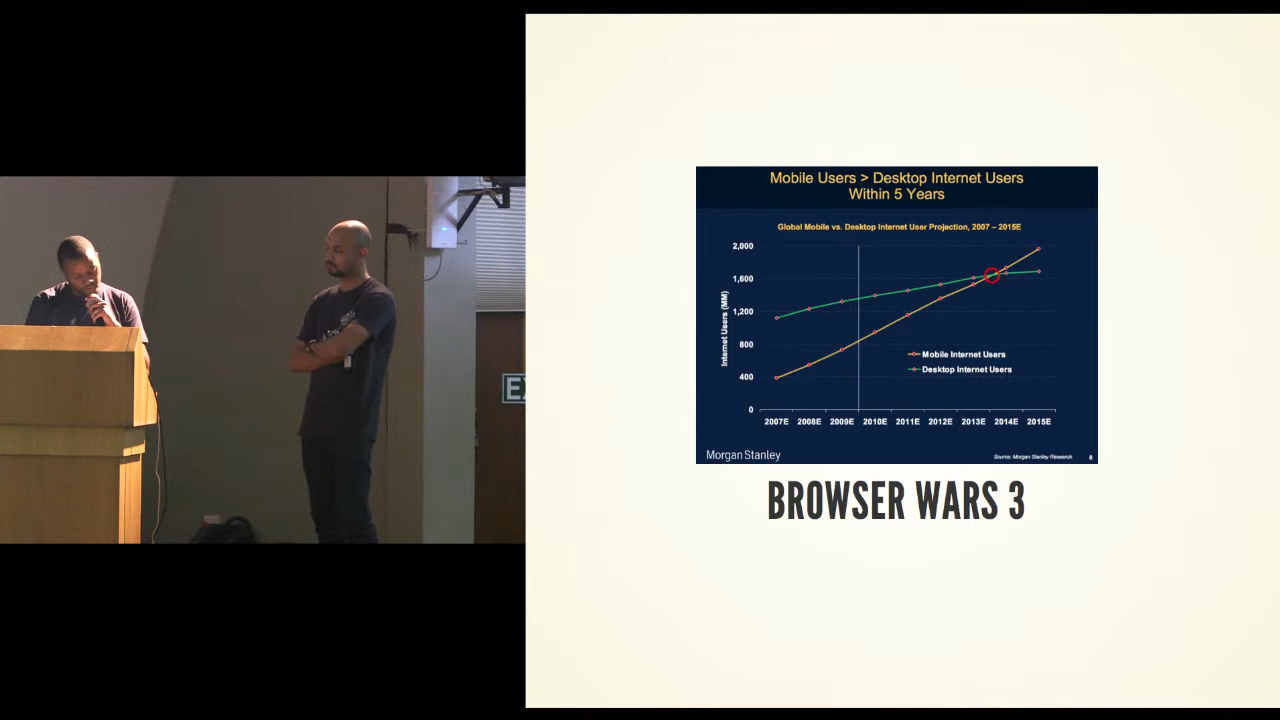 EX
Mobile Users > Desktop Internet Users
Within 5 Years
Global Mobile vs. Desktop Internet User Projection, 2007 – 2015E
2,000
1,600
1,200
800
400
0
Internet Users (MM)
Mobile Internet Users
Desktop Internet Users
2007E 2008E 2009E 2010E 2011E 2012E 2013E 2014E 2015E
Morgan Stanley
Source: Morgan Stanley Research.
8
BROWSER WARS 3